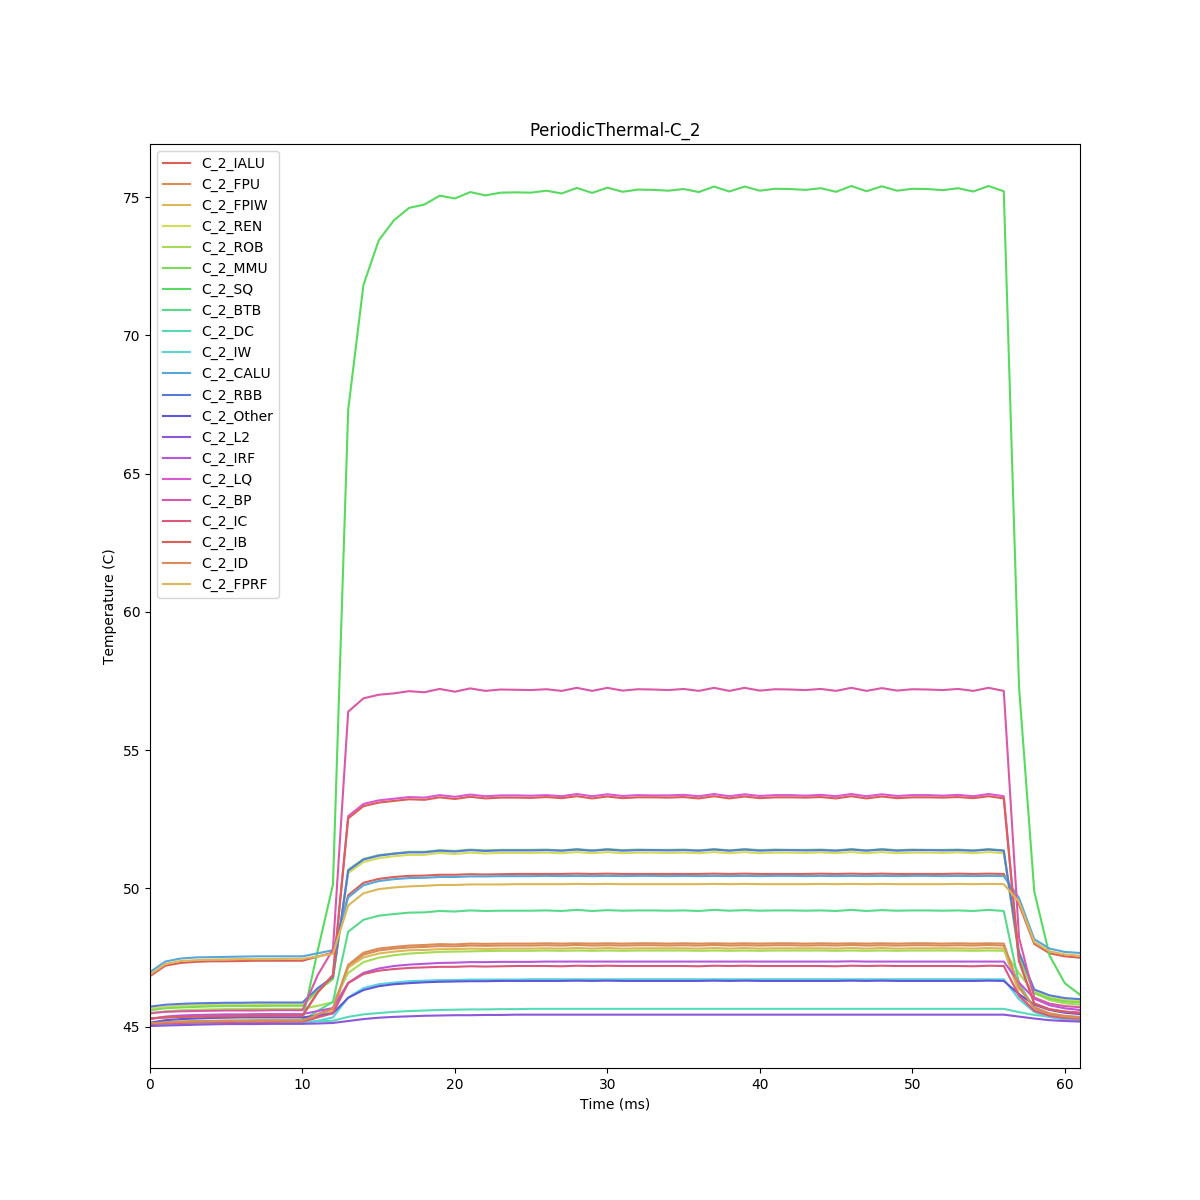 PeriodicThermal-C_2
C_2_IALU
C_2_FPU
C_2_FPIW
C_2_REN
C_2_ROB
C_2_MMU
C_2_SQ
C_2_BTB
C_2_DC
C_2_IW
C_2_CALU
C_2_RBB
C_2_Other
C_2_L2
C_2_IRF
C_2_LQ
C_2_BP
C_2_IC
C_2_IB
C_2_ID
C_2_FPRF
Temperature (C)
75
70
65
60
55
50
45
0 10 20 30 40 50 60
Time (ms)